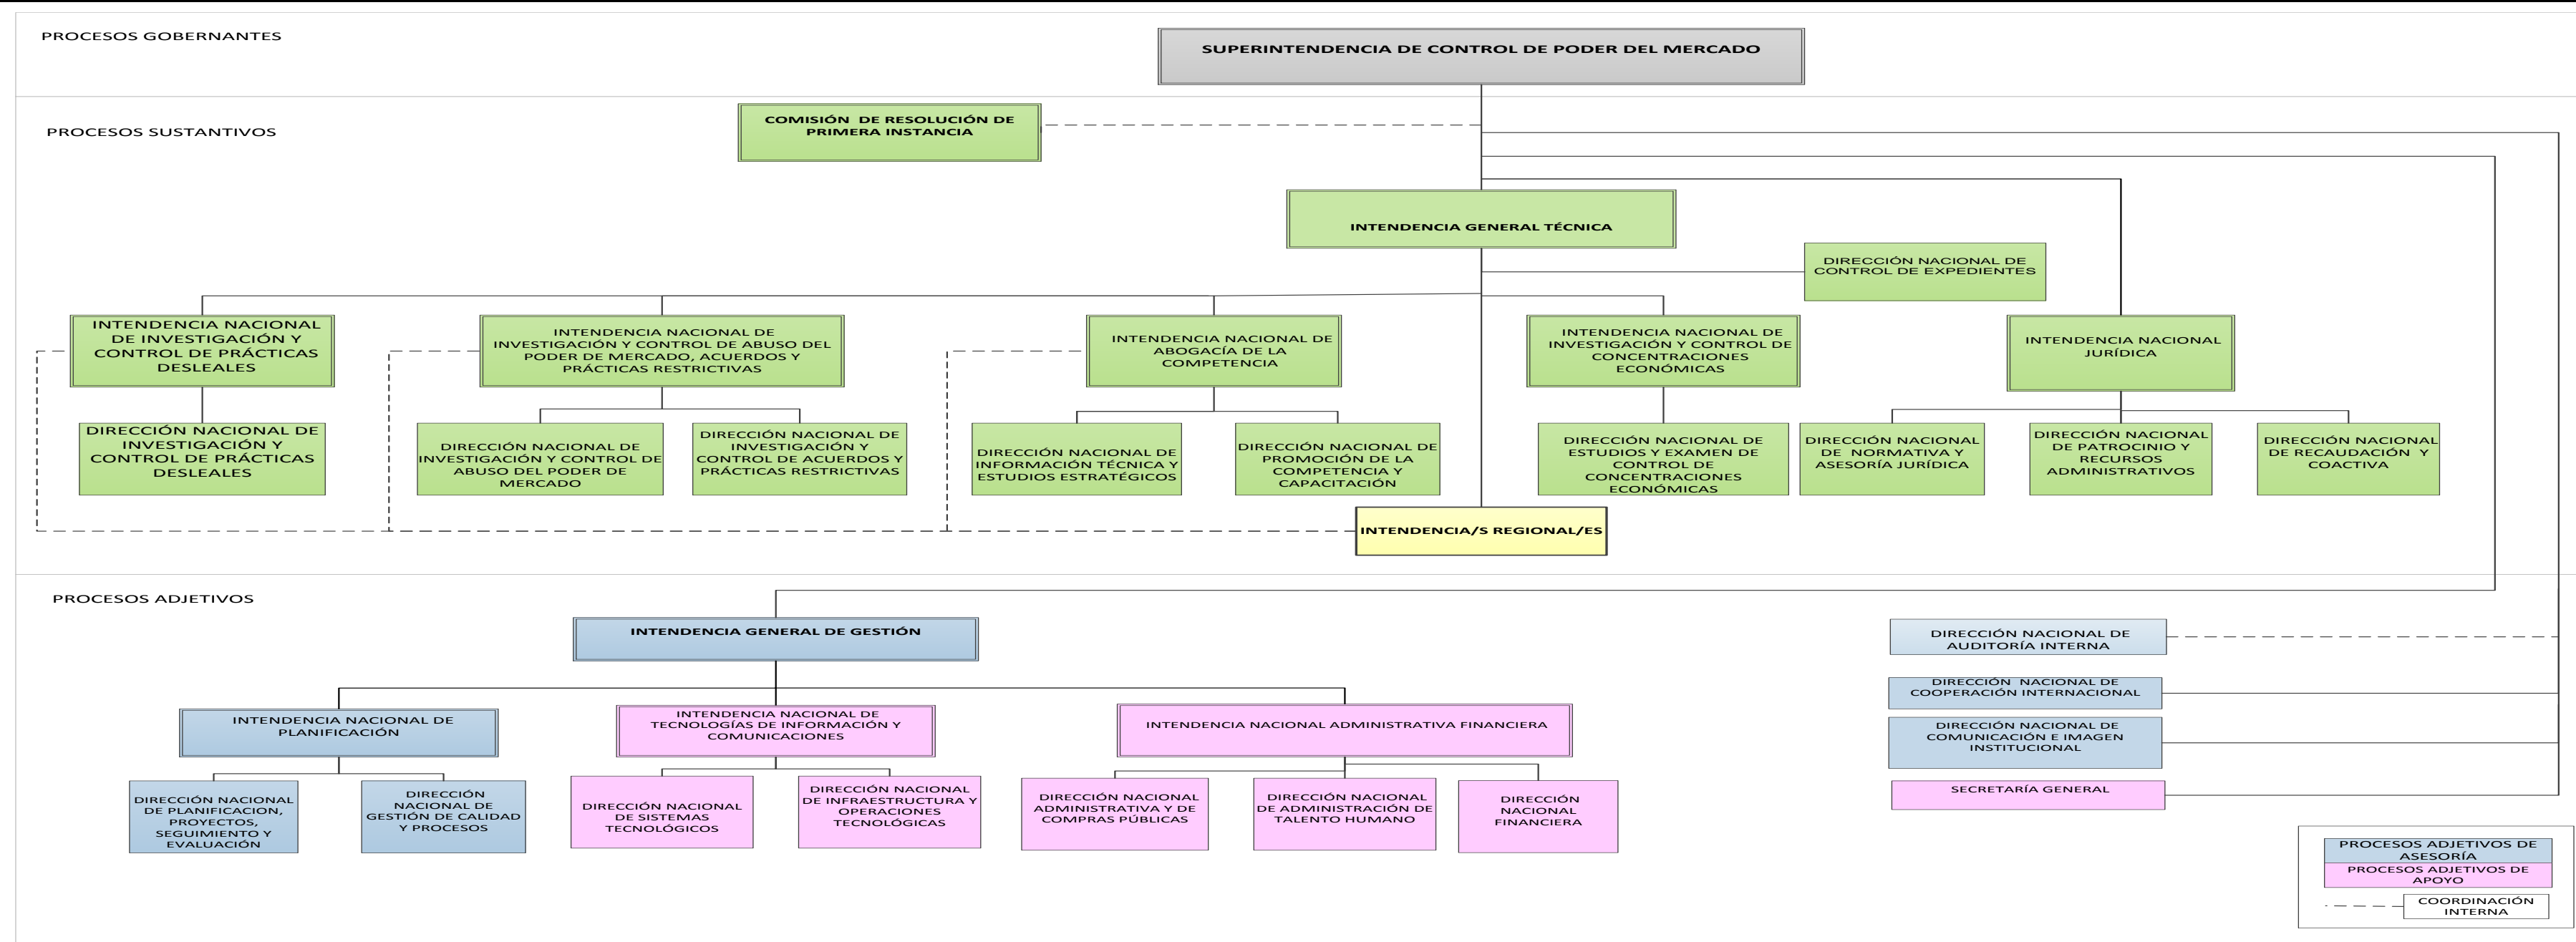 PROCESOS GOBERNANTES
SUPERINTENDENCIA DE CONTROL DE PODER DEL MERCADO
PROCESOS SUSTANTIVOS
COMISIÓN DE RESOLUCIÓN DE
PRIMERA INSTANCIA
INTENDENCIA GENERAL TÉCNICA
DIRECCIÓN NACIONAL DE
CONTROL DE EXPEDIENTES
INTENDENCIA NACIONAL
DE INVESTIGACIÓN Y
CONTROL DE PRÁCTICAS
DESLEALES
INTENDENCIA NACIONAL DE
INVESTIGACIÓN Y CONTROL DE ABUSO DEL
PODER DE MERCADO, ACUERDOS Y
PRÁCTICAS RESTRICTIVAS
INTENDENCIA NACIONAL DE
ABOGACÍA DE LA
COMPETENCIA
INTENDENCIA NACIONAL DE
INVESTIGACIÓN Y CONTROL DE
CONCENTRACIONES
ECONÓMICAS
INTENDENCIA NACIONAL
JURÍDICA
DIRECCIÓN NACIONAL DE
INVESTIGACIÓN Y
CONTROL DE PRÁCTICAS
DESLEALES
DIRECCIÓN NACIONAL DE
INVESTIGACIÓN Y CONTROL DE
ABUSO DEL PODER DE
MERCADO
DIRECCIÓN NACIONAL DE
INVESTIGACIÓN Y
CONTROL DE ACUERDOS Y
PRÁCTICAS RESTRICTIVAS
DIRECCIÓN NACIONAL DE
INFORMACIÓN TÉCNICA Y
ESTUDIOS ESTRATÉGICOS
DIRECCIÓN NACIONAL DE
PROMOCIÓN DE LA
COMPETENCIA Y
CAPACITACIÓN
DIRECCIÓN NACIONAL DE
ESTUDIOS Y EXAMEN DE
CONTROL DE
CONCENTRACIONES
ECONÓMICAS
DIRECCIÓN NACIONAL
DE NORMATIVA Y
ASESORÍA JURÍDICA
DIRECCIÓN NACIONAL
DE PATROCINIO Y
RECURSOS
ADMINISTRATIVOS
DIRECCIÓN NACIONAL
DE RECAUDACIÓN Y
COACTIVA
INTENDENCIA/S REGIONAL/ES
PROCESOS ADJETIVOS
INTENDENCIA GENERAL DE GESTIÓN
DIRECCIÓN NACIONAL DE
AUDITORÍA INTERNA
DIRECCIÓN NACIONAL DE
COOPERACIÓN INTERNACIONAL
DIRECCIÓN NACIONAL DE
COMUNICACIÓN E IMAGEN
INSTITUCIONAL
SECRETARÍA GENERAL
INTENDENCIA NACIONAL DE
PLANIFICACIÓN
INTENDENCIA NACIONAL DE
TECNOLOGÍAS DE INFORMACIÓN Y
COMUNICACIONES
INTENDENCIA NACIONAL ADMINISTRATIVA FINANCIERA
DIRECCIÓN NACIONAL
DE PLANIFICACION,
PROYECTOS,
SEGUIMIENTO Y
EVALUACIÓN
DIRECCIÓN
NACIONAL DE
GESTIÓN DE CALIDAD
Y PROCESOS
DIRECCIÓN NACIONAL
DE SISTEMAS
TECNOLÓGICOS
DIRECCIÓN NACIONAL
DE INFRAESTRUCTURA Y
OPERACIONES
TECNOLÓGICAS
DIRECCIÓN NACIONAL
ADMINISTRATIVA Y DE
COMPRAS PÚBLICAS
DIRECCIÓN NACIONAL
DE ADMINISTRACIÓN DE
TALENTO HUMANO
DIRECCIÓN
NACIONAL
FINANCIERA
PROCESOS ADJETIVOS DE
ASESORÍA
PROCESOS ADJETIVOS DE
APOYO
COORDINACIÓN
INTERNA